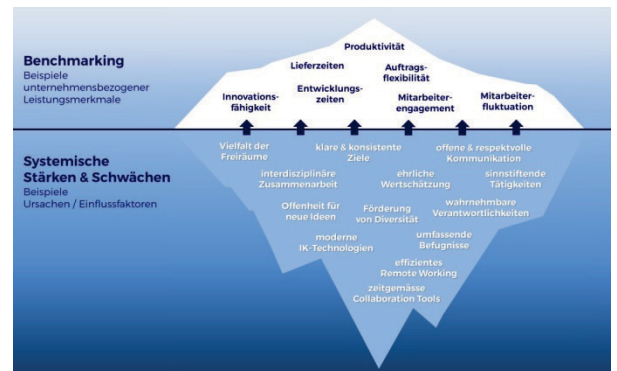 Benchmarking
Beispiele
unternehmensbezogener
Leistungsmerkmale
Produktivität
Lieferzeiten
Auftrags-
flexibilität
Innovations-
fähigkeit
Entwicklungs-
zeiten
Mitarbeiter-
engagement
Mitarbeiter-
fluktuation
Systemische
Stärken & Schwächen
Beispiele
Ursachen / Einflussfaktoren
Vielfalt der
Freiräume
klare & konsistente
Ziele
offene & respektvolle
Kommunikation
interdisziplinäre
Zusammenarbeit
ehrliche
Wertschätzung
sinnstiftende
Tätigkeiten
Offenheit für
neue Ideen
Förderung
von Diversität
wahrnehmbare
Verantwortlichkeiten
moderne
IK-Technologien
umfassende
Befugnisse
effizientes
Remote Working
zeitgemässe
Collaboration Tools